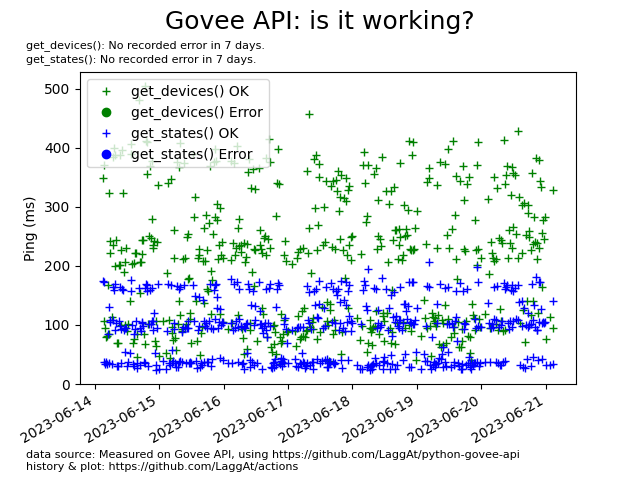 Govee API: is it working?
get_devices(): No recorded error in 7 days.
get_states(): No recorded error in 7 days.
500
400
300
200
100
0
Ping (ms)
get_devices() OK
get_devices() Error
get_states() OK
get_states() Error
2023-06-14
2023-06-15
2023-06-16
2023-06-17
2023-06-18
2023-06-19
2023-06-20
2023-06-21
data source: Measured on Govee API, using https://github.com/LaggAt/python-govee-api
history & plot: https://github.com/LaggAt/actions